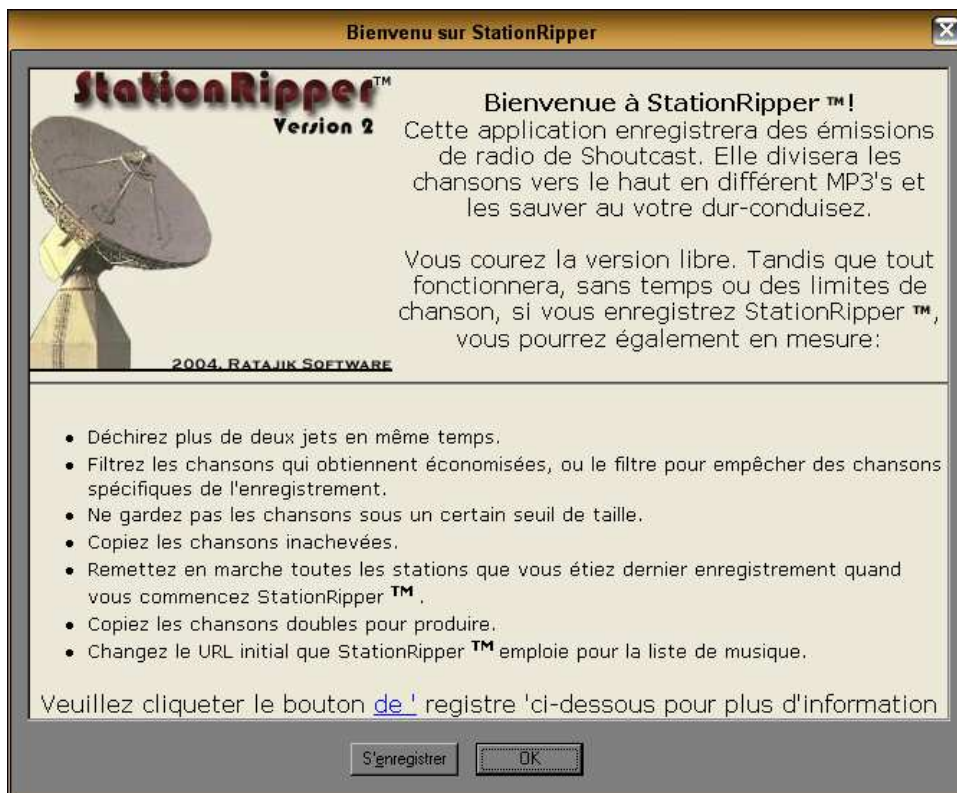 Bienvenu sur StationRipper
StationRipper™
Version 2
2004, RATAJIK SOFTWARE
Bienvenue à StationRipper ™!
Cette application enregistrera des émissions
de radio de Shoutcast. Elle divisera les
chansons vers le haut en différent MP3's et
les sauver au votre dur-conduisez.
Vous courez la version libre. Tandis que tout
fonctionnera, sans temps ou des limites de
chanson, si vous enregistrez StationRipper ™,
vous pourrez également en mesure:
• Déchirez plus de deux jets en même temps.
• Filtrez les chansons qui obtiennent économisées, ou le filtre pour empêcher des chansons
spécifiques de l'enregistrement.
• Ne gardez pas les chansons sous un certain seuil de taille.
• Copiez les chansons inachevées.
• Remettez en marche toutes les stations que vous étiez dernier enregistrement quand
vous commencez StationRipper ™ .
• Copiez les chansons doubles pour produire.
• Changez le URL initial que StationRipper ™ emploie pour la liste de musique.
Veuillez cliqueter le bouton de ' registre 'ci-dessous pour plus d'information
S'enregistrer
OK